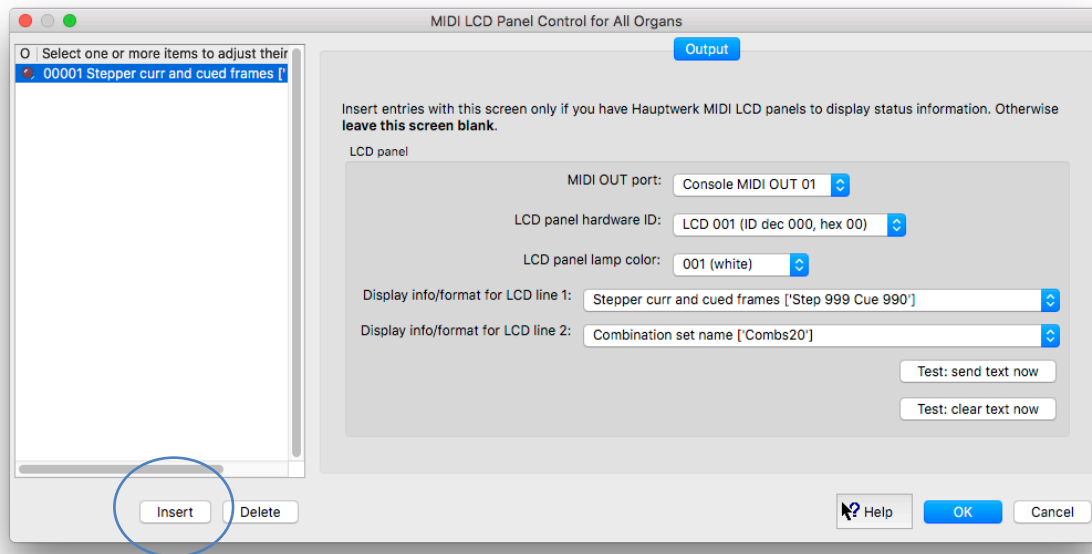 MIDI LCD Panel Control for All Organs
O Select one or more items to adjust their
00001 Stepper curr and cued frames ['
Output
Insert entries with this screen only if you have Hauptwerk MIDI LCD panels to display status information. Otherwise
leave this screen blank.
LCD panel
MIDI OUT port: Console MIDI OUT 01
LCD panel hardware ID: LCD 001 (ID dec 000, hex 00)
LCD panel lamp color: 001 (white)
Display info/format for LCD line 1: Stepper curr and cued frames ['Step 999 Cue 990']
Display info/format for LCD line 2: Combination set name ['Combs20']
Test: send text now
Test: clear text now
Insert Delete ? Help OK Cancel